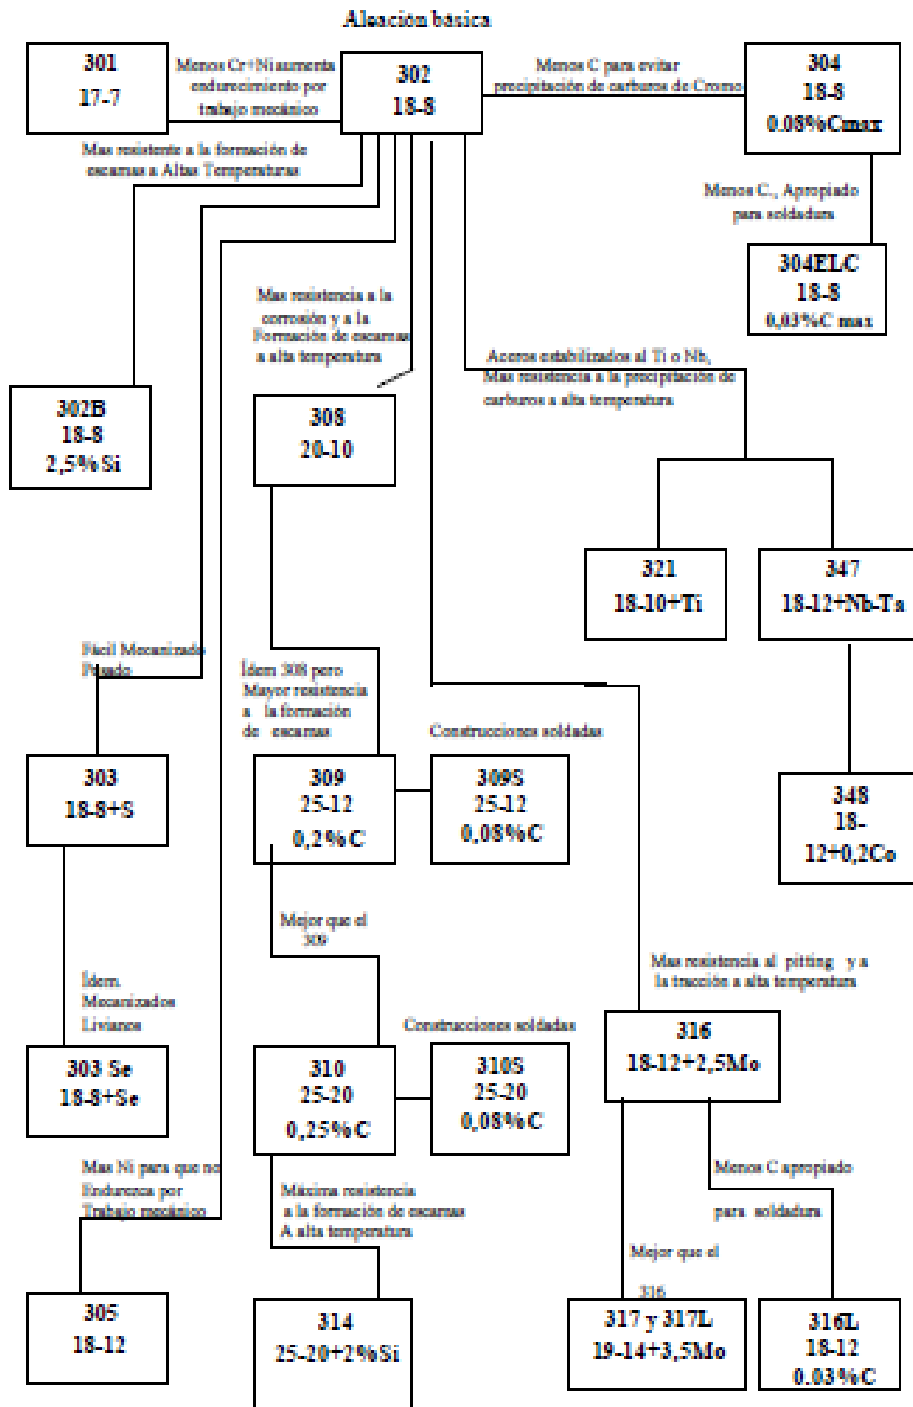 Aleación básica
301
17-7
Menos Cr+Ni aumenta
endurecimiento por
trabajo mecánico
302
18-8
Menos C para evitar
precipitación de carburos de Cromo
304
18-8
0.08%Cmax
Mas resistente a la formación de
escamas a Altas Temperaturas
Menos C., Apropiado
para soldadura
304ELC
18-8
0,03%C max
Mas resistencia a la
corrosión y a la
Formación de escamas
a alta temperatura
Aceros estabilizados al Ti o Nb,
Mas resistencia a la precipitación de
carburos a alta temperatura
302B
18-8
2,5%Si
308
20-10
321
18-10+Ti
347
18-12+Nb-Ta
Fácil Mecanizado
Pesado
Ídem 308 pero
Mayor resistencia
a la formación
de escamas
Construcciones soldadas
303
18-8+S
309
25-12
0,2%C
309S
25-12
0,08%C
348
18-
12+0,2Co
Mejor que el
309
Mas resistencia al pitting y a
la tracción a alta temperatura
Ídem.
Mecanizados
Livianos
Construcciones soldadas
303 Se
18-8+Se
310
25-20
0,25%C
310S
25-20
0,08%C
316
18-12+2,5Mo
Mas Ni para que no
Endurezca por
Trabajo mecánico
Máxima resistencia
a la formación de escamas
A alta temperatura
Menos C apropiado
para soldadura
Mejor que el
316
305
18-12
314
25-20+2%Si
317 y 317L
19-14+3,5Mo
316L
18-12
0.03%C